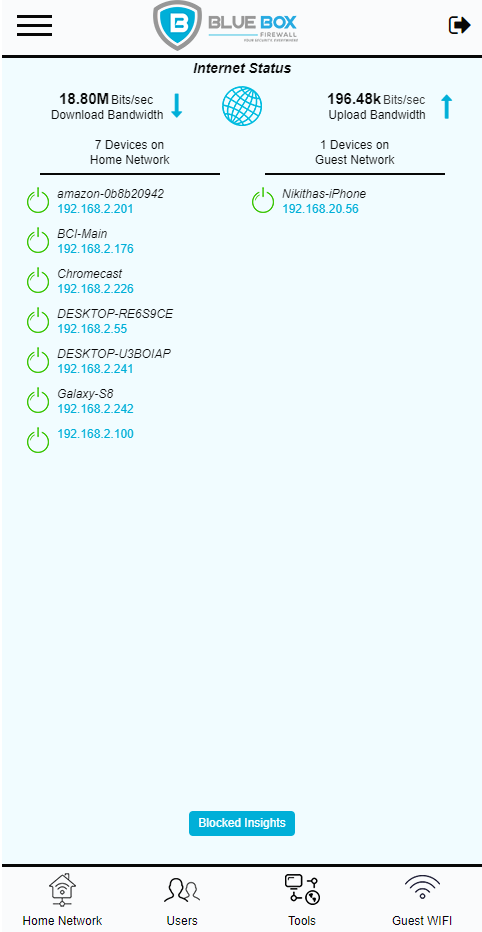 B
BLUE BOX
FIREWALL
YOUR SECURITY, EVERYWHERE
Internet Status
18.80M Bits/sec
Download Bandwidth
196.48k Bits/sec
Upload Bandwidth
7 Devices on
Home Network
1 Devices on
Guest Network
amazon-0b8b20942
192.168.2.201
BCI-Main
192.168.2.176
Chromecast
192.168.2.226
DESKTOP-RE6S9CE
192.168.2.55
DESKTOP-U3BOIAP
192.168.2.241
Galaxy-S8
192.168.2.242
192.168.2.100
Nikithas-iPhone
192.168.20.56
Blocked Insights
Home Network
Users
Tools
Guest WIFI